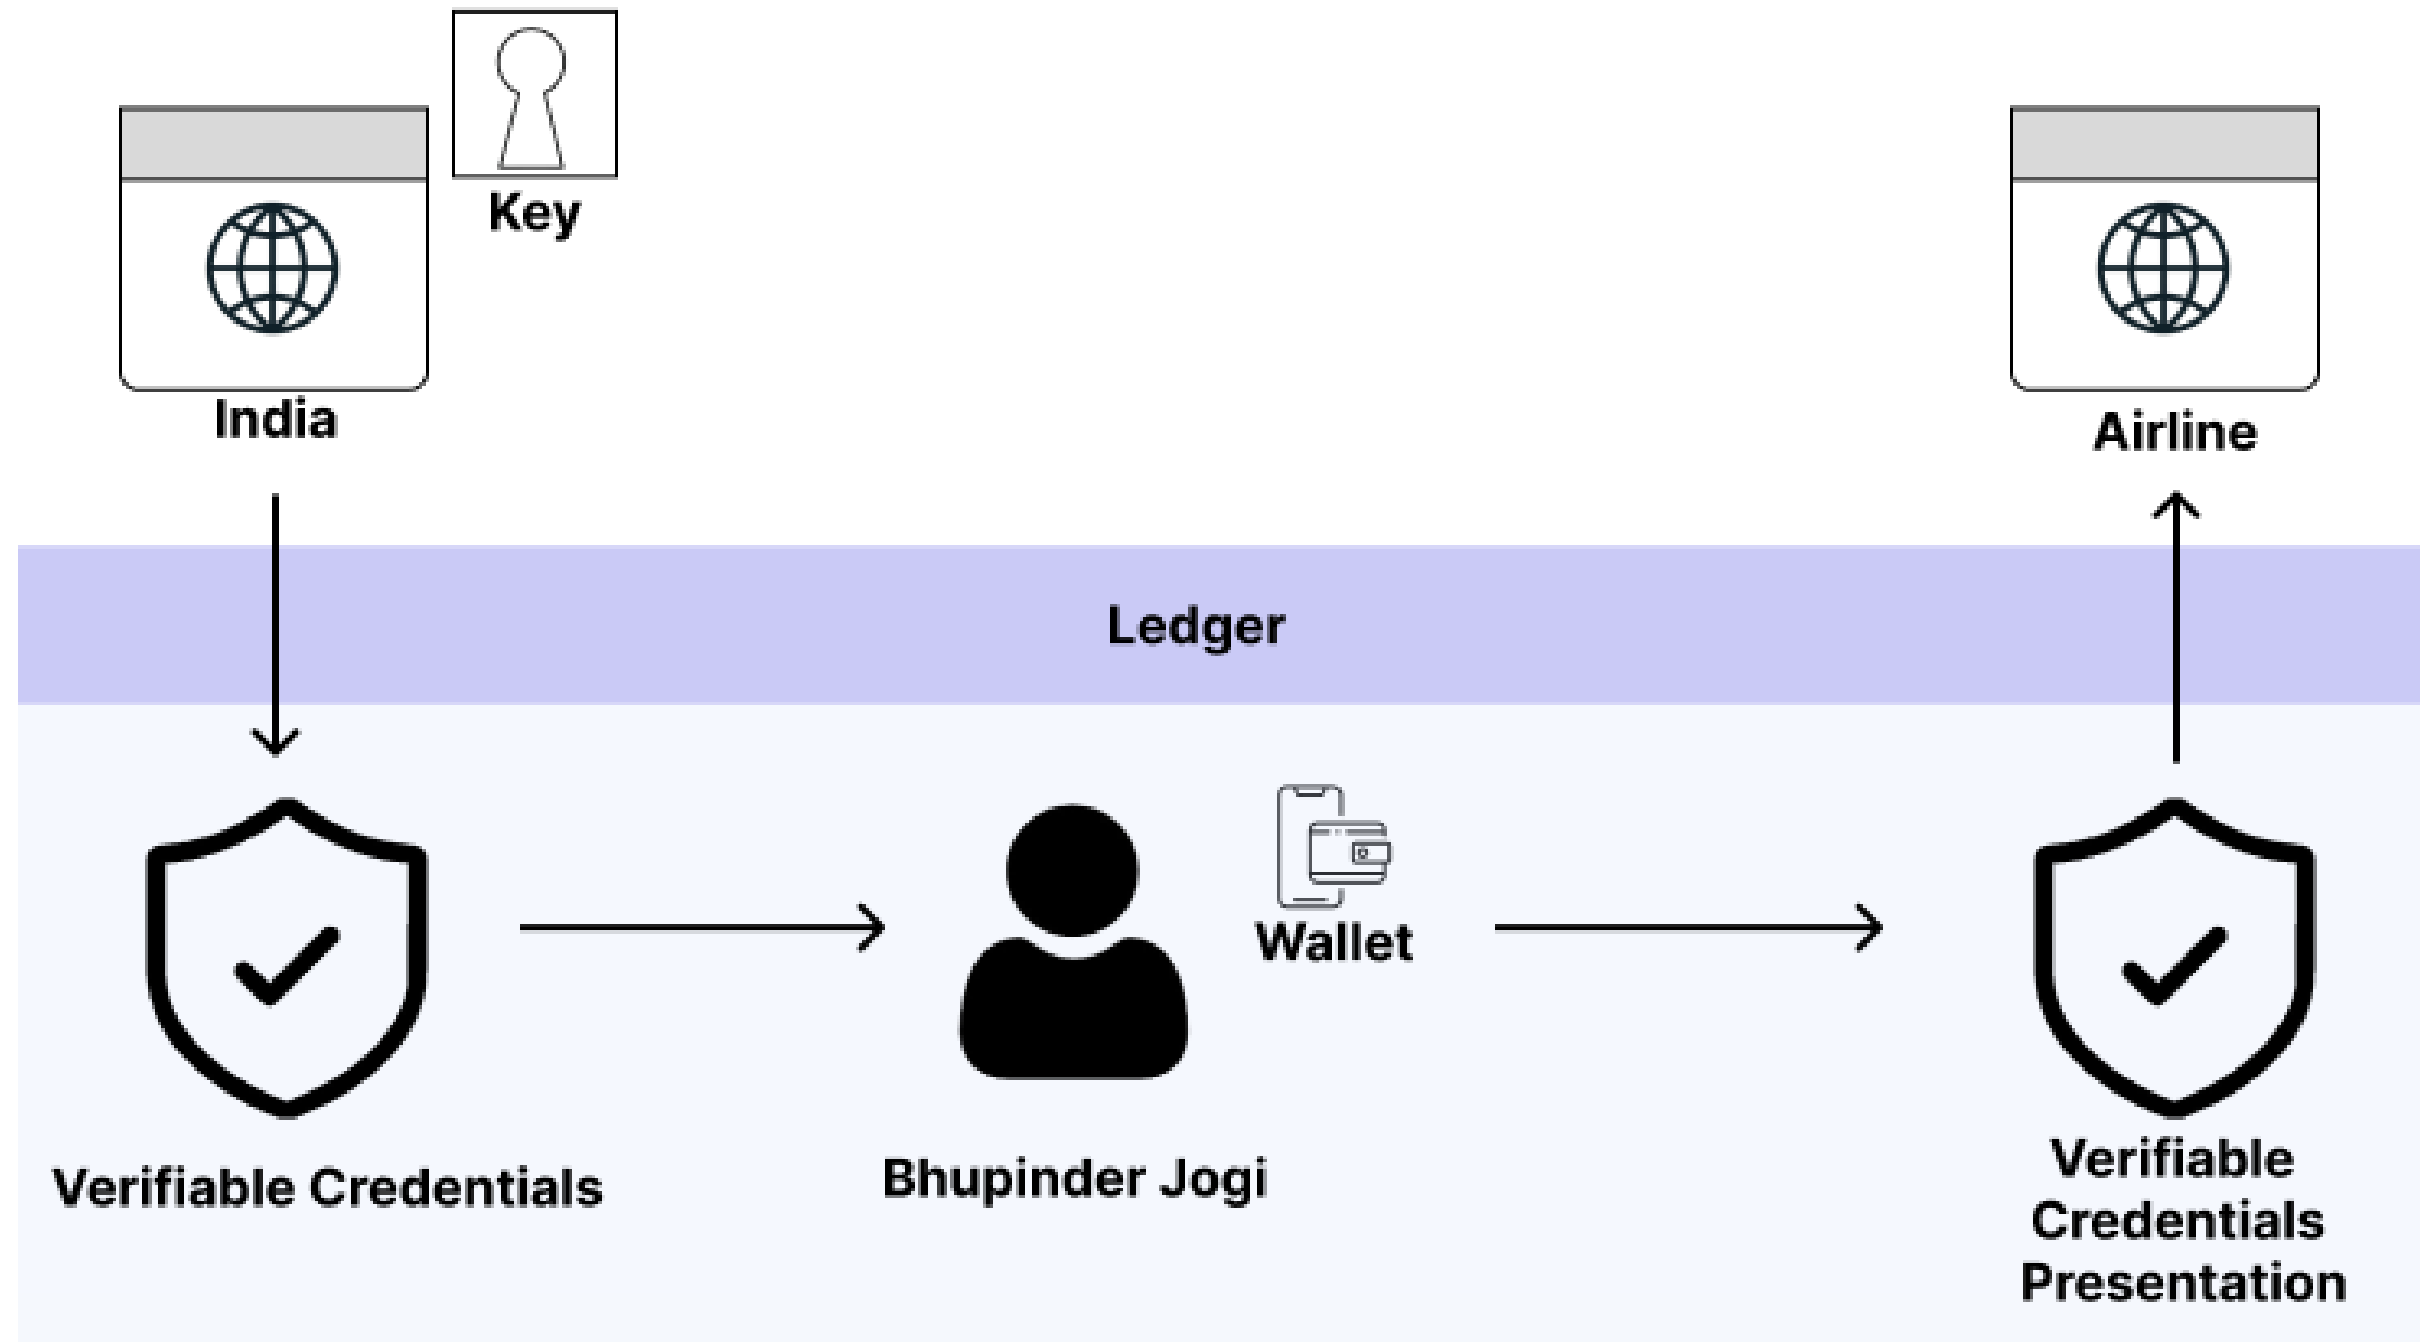 Key
India
Airline
Ledger
Wallet
Verifiable Credentials
Bhupinder Jogi
Verifiable
Credentials
Presentation